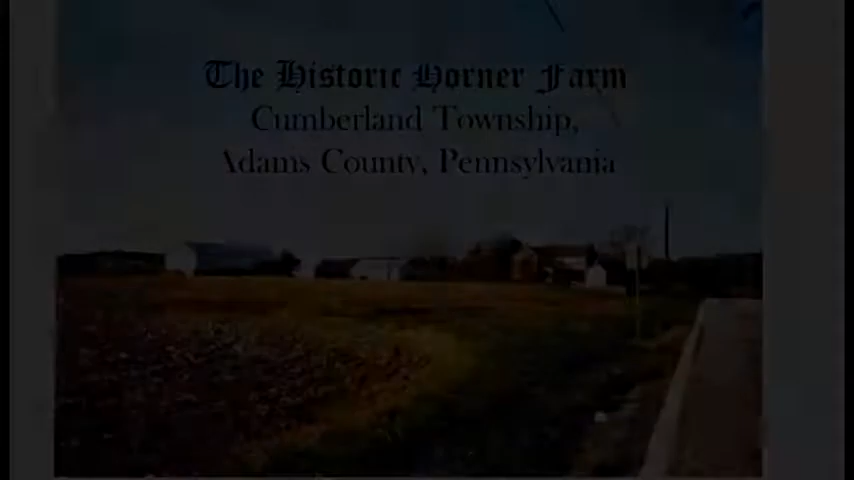 The Historic Horner Farm
Cumberland Township,
Adams County, Pennsylvania